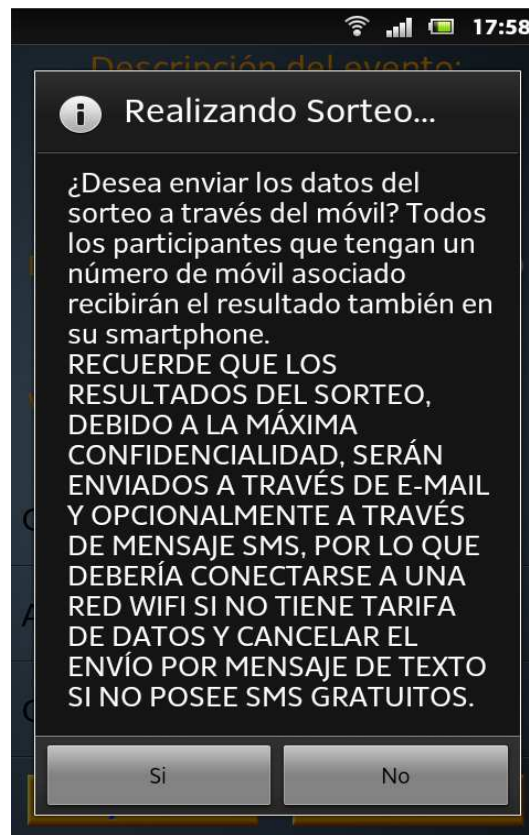 17:58
Descripción del evento:
Realizando Sorteo...
¿Desea enviar los datos del
sorteo a través del móvil? Todos
los participantes que tengan un
número de móvil asociado
recibirán el resultado también en
su smartphone.
RECUERDE QUE LOS
RESULTADOS DEL SORTEO,
DEBIDO A LA MÁXIMA
CONFIDENCIALIDAD, SERÁN
ENVIADOS A TRAVÉS DE E-MAIL
Y OPCIONALMENTE A TRAVÉS
DE MENSAJE SMS, POR LO QUE
DEBERÍA CONECTARSE A UNA
RED WIFI SI NO TIENE TARIFA
DE DATOS Y CANCELAR EL
ENVÍO POR MENSAJE DE TEXTO
SI NO POSEE SMS GRATUITOS.
Si No